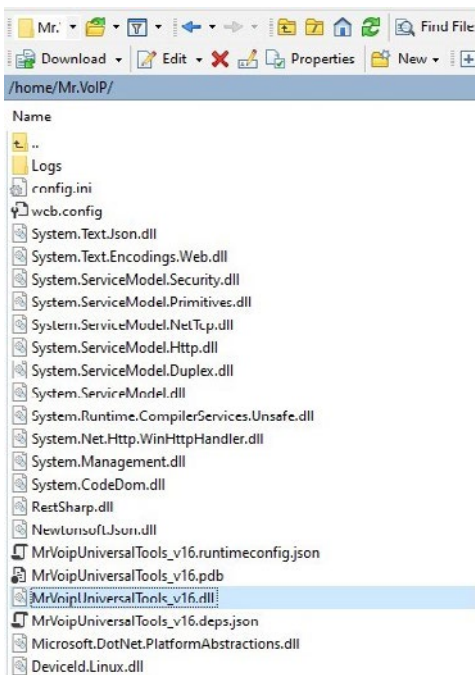 Mr.
Find File
Download Edit Properties New
/home/Mr.VoIP/
Name
..
Logs
config.ini
web.config
System.Text.Json.dll
System.Text.Encodings.Web.dll
System.ServiceModel.Security.dll
System.ServiceModel.Primitives.dll
System.ServiceModel.NetTcp.dll
System.ServiceModel.Http.dll
System.ServiceModel.Duplex.dll
System.ServiceModel.dll
System.Runtime.CompilerServices.Unsafe.dll
System.Net.Http.WinHttpHandler.dll
System.Management.dll
System.CodeDom.dll
RestSharp.dll
Newtonsoft.Json.dll
MrVoipUniversalTools_v16.runtimeconfig.json
MrVoipUniversalTools_v16.pdb
MrVoipUniversalTools_v16.dll
MrVoipUniversalTools_v16.deps.json
Microsoft.DotNet.PlatformAbstractions.dll
DeviceId.Linux.dll